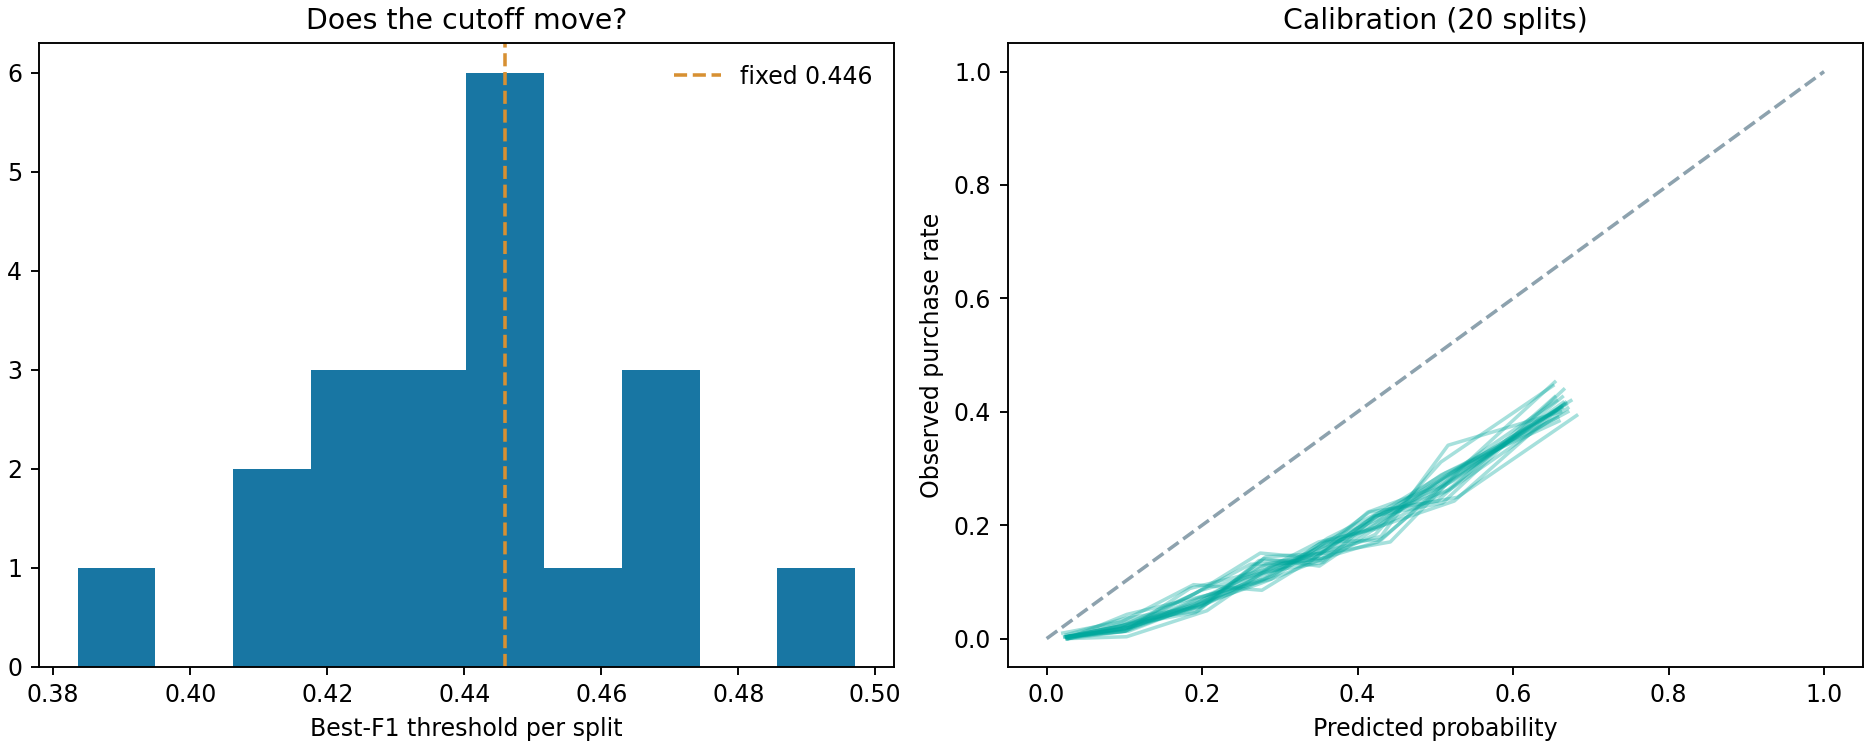 Does the cutoff move?
6
5
4
3
2
1
0
fixed 0.446
0.38 0.40 0.42 0.44 0.46 0.48 0.50
Best-F1 threshold per split
Calibration (20 splits)
Observed purchase rate
1.0
0.8
0.6
0.4
0.2
0.0
0.0 0.2 0.4 0.6 0.8 1.0
Predicted probability